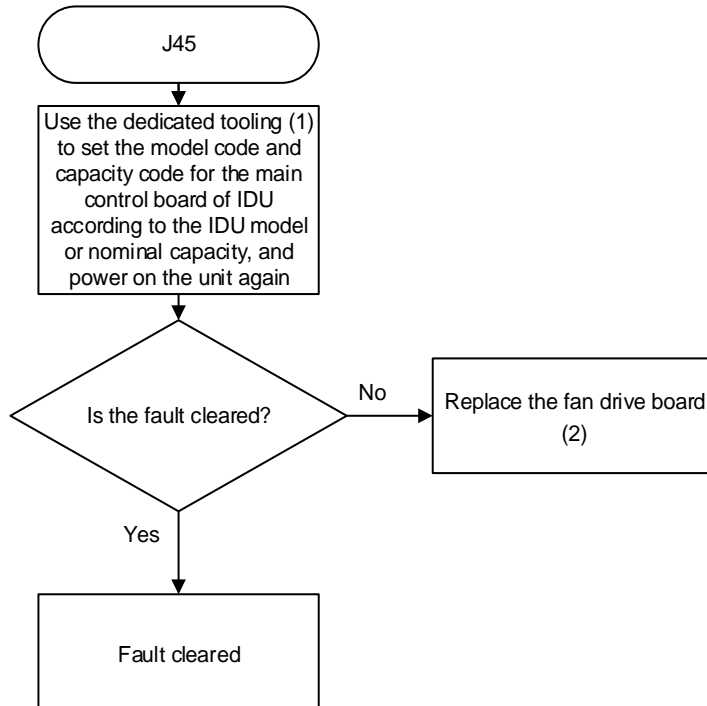 J45
Use the dedicated tooling (1)
to set the model code and
capacity code for the main
control board of IDU
according to the IDU model
or nominal capacity, and
power on the unit again
Is the fault cleared?
No
Replace the fan drive board
(2)
Yes
Fault cleared